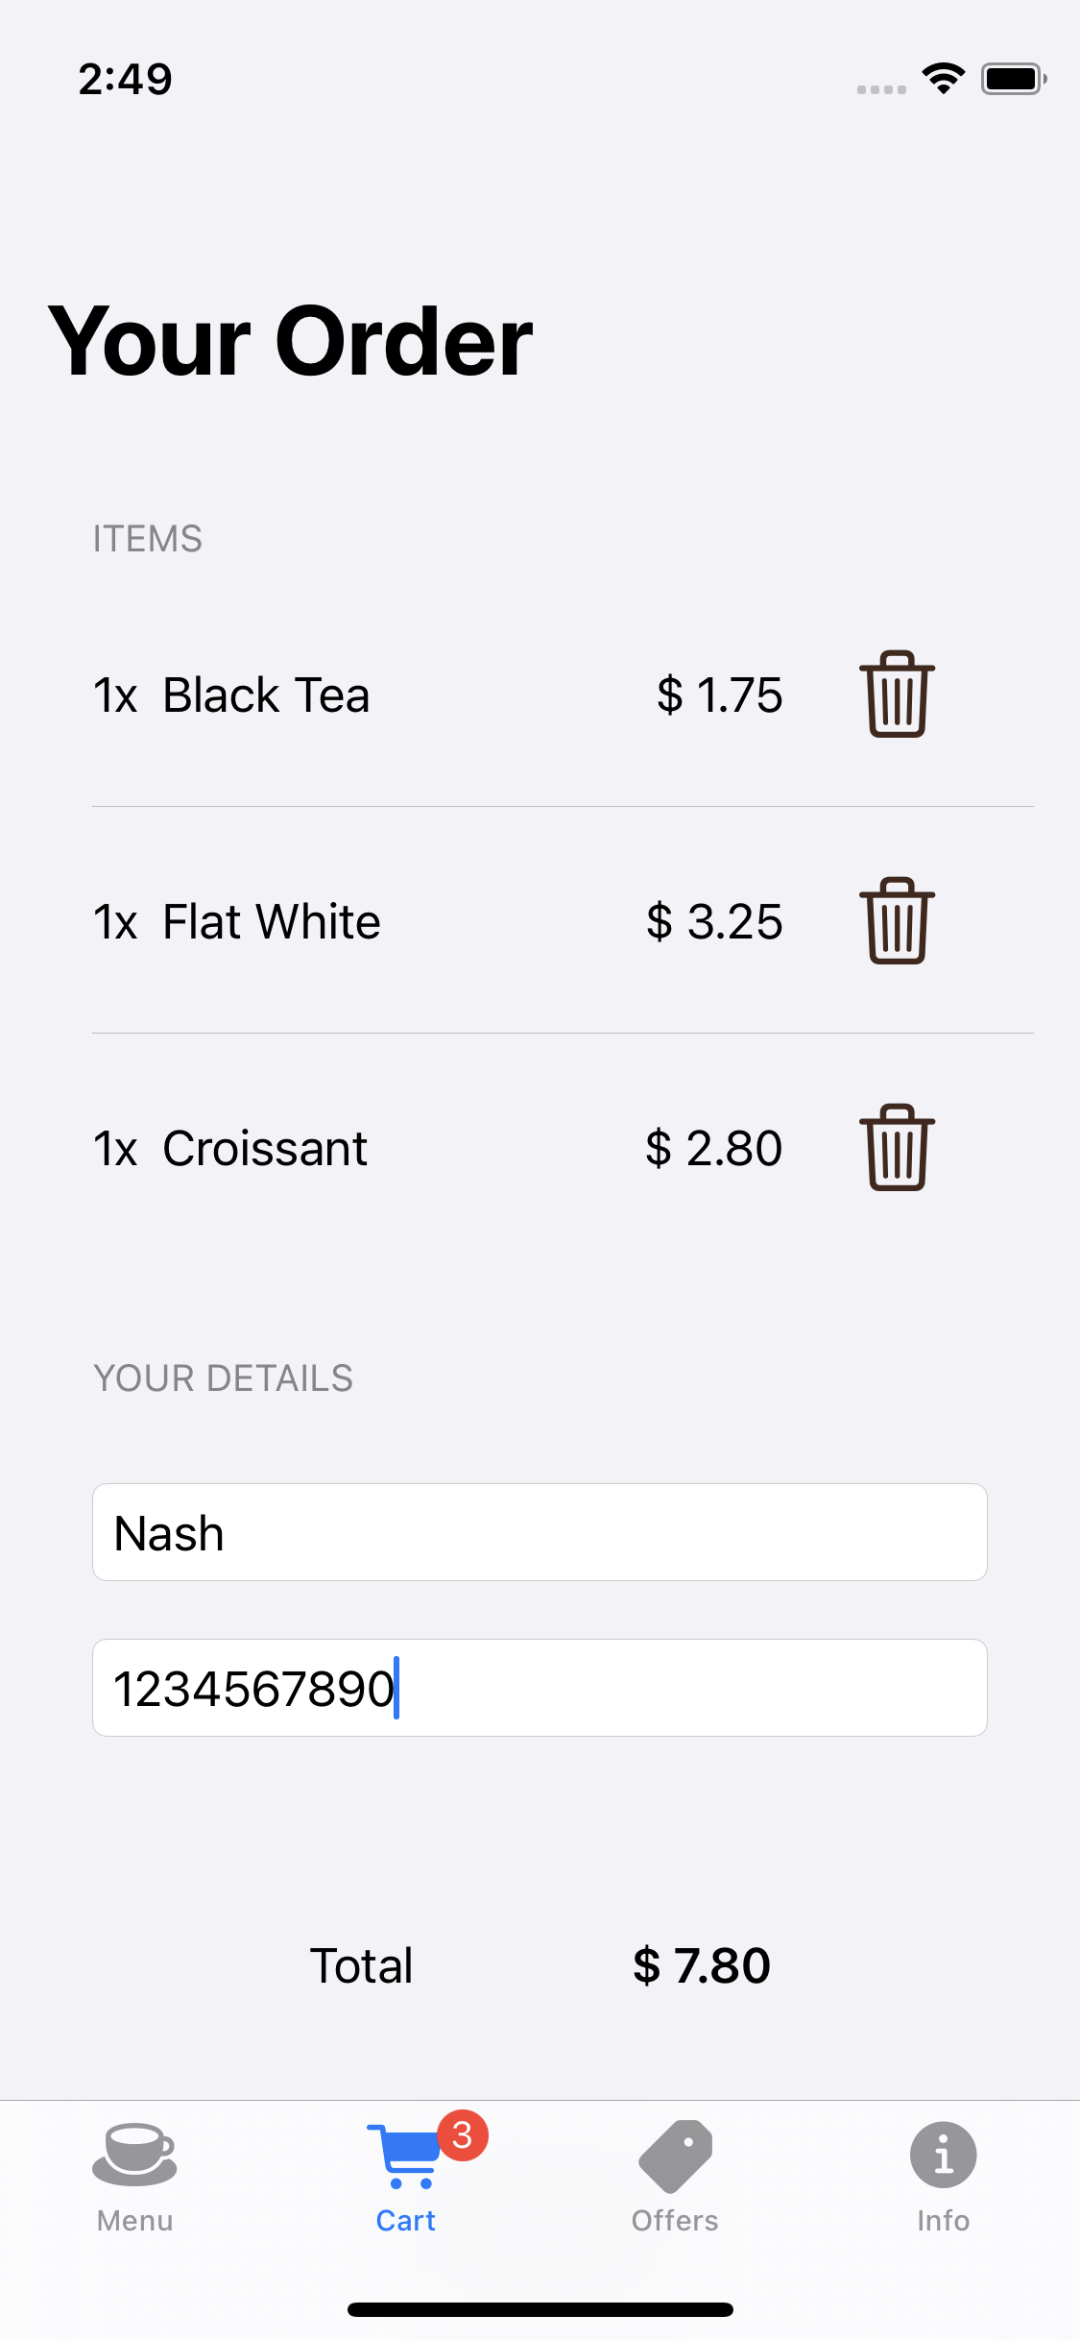 2:49
Your Order
ITEMS
1x Black Tea $ 1.75
1x Flat White $ 3.25
1x Croissant $ 2.80
YOUR DETAILS
Nash
1234567890
Total $ 7.80
3
Menu Cart Offers Info